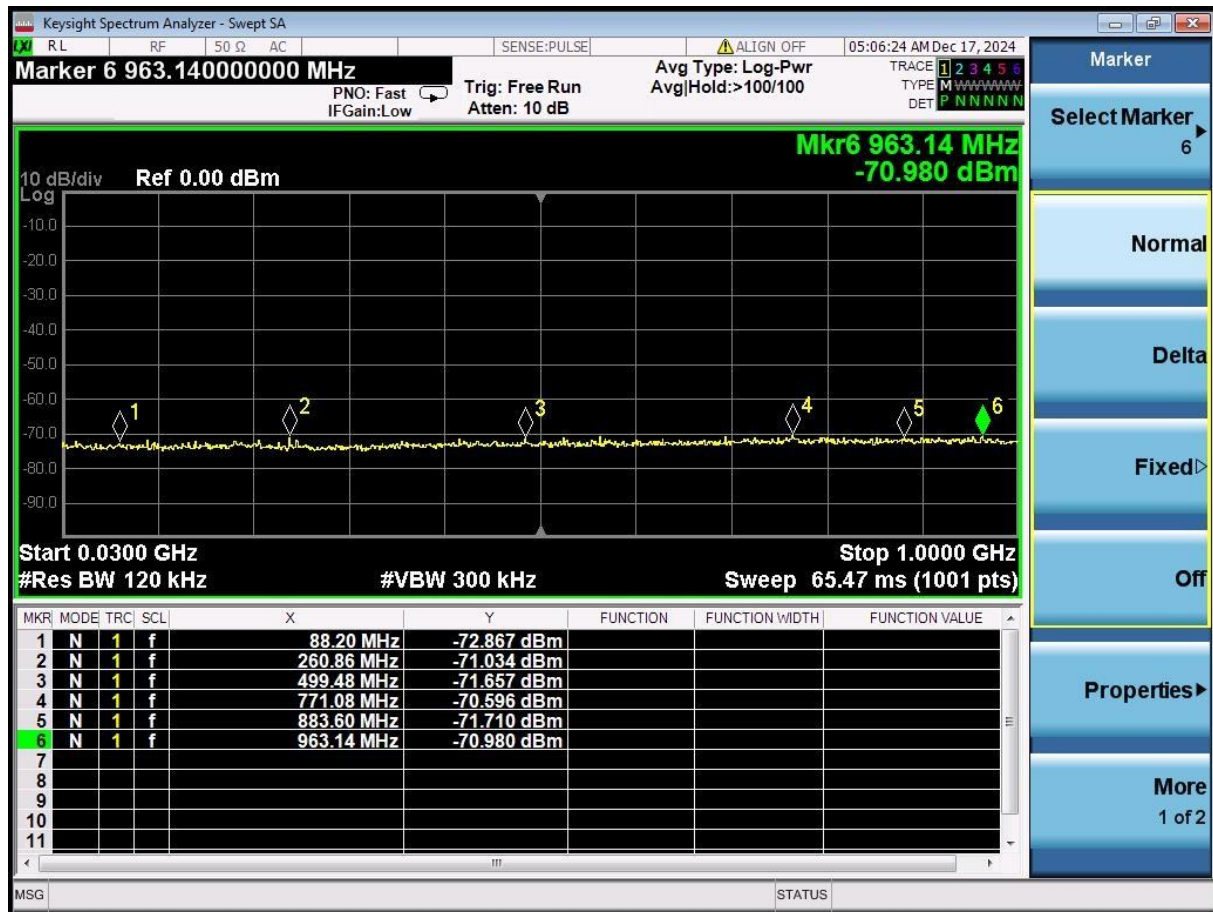 Keysight Spectrum Analyzer - Swept SA
LXI RL RF 50 Ω AC SENSE:PULSE ALIGN OFF 05:06:24 AM Dec 17, 2024
Marker 6 963.140000000 MHz
PNO: Fast
IFGain:Low
Trig: Free Run
Atten: 10 dB
Avg Type: Log-Pwr
Avg|Hold:>100/100
TRACE 1 2 3 4 5 6
TYPE M WWWWW
DET P N N N N N
Mkr6 963.14 MHz
-70.980 dBm
10 dB/div Ref 0.00 dBm
Log
-10.0
-20.0
-30.0
-40.0
-50.0
-60.0
-70.0
-80.0
-90.0
1 2 3 4 5 6
Start 0.0300 GHz Stop 1.0000 GHz
#Res BW 120 kHz #VBW 300 kHz Sweep 65.47 ms (1001 pts)
MKR MODE TRC SCL X Y FUNCTION FUNCTION WIDTH FUNCTION VALUE
1 N 1 f 88.20 MHz -72.867 dBm
2 N 1 f 260.86 MHz -71.034 dBm
3 N 1 f 499.48 MHz -71.657 dBm
4 N 1 f 771.08 MHz -70.596 dBm
5 N 1 f 883.60 MHz -71.710 dBm
6 N 1 f 963.14 MHz -70.980 dBm
7
8
9
10
11
MSG STATUS
Marker
Select Marker
6
Normal
Delta
Fixed
Off
Properties
More
1 of 2